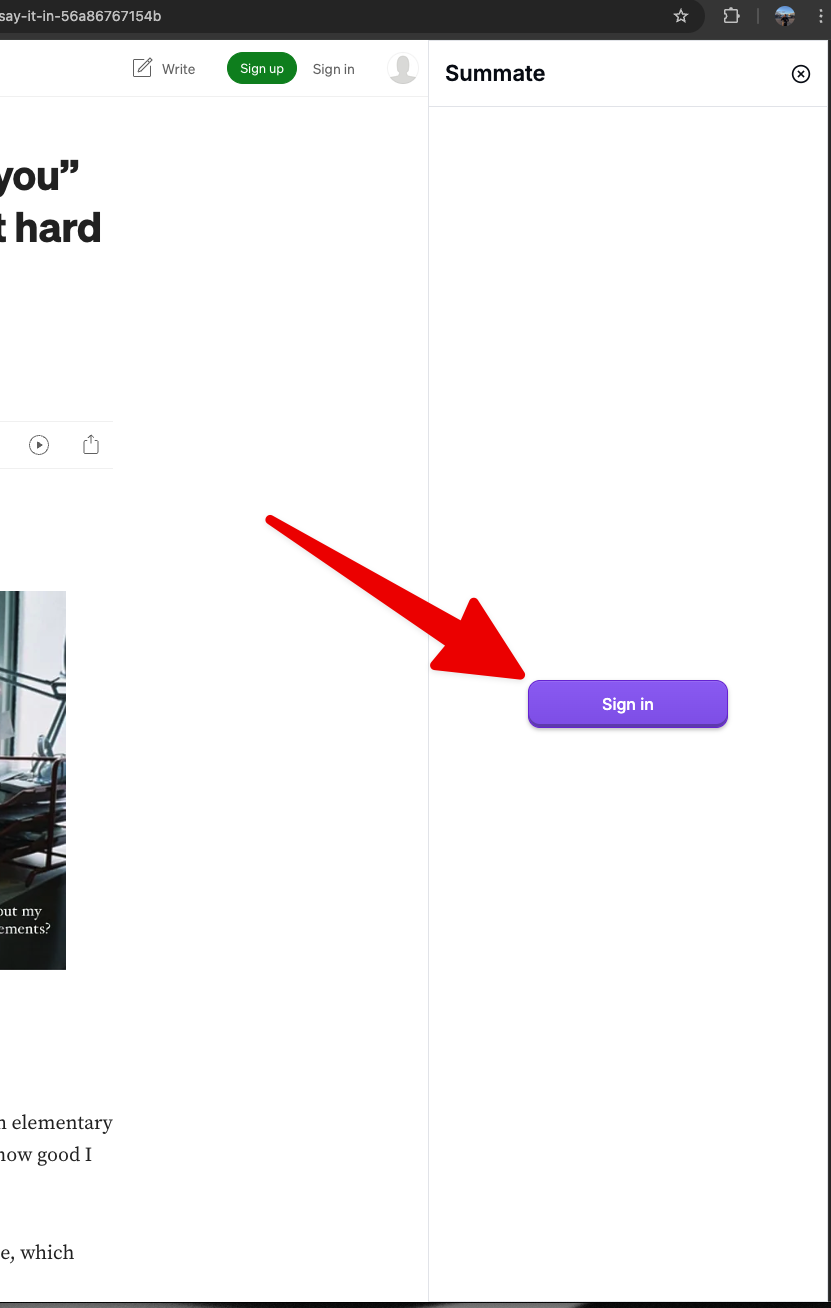 say-it-in-56a86767154b
Write
Sign up
Sign in
Summate
you”
t hard
Sign in
out my
ements?
n elementary
how good I
e, which